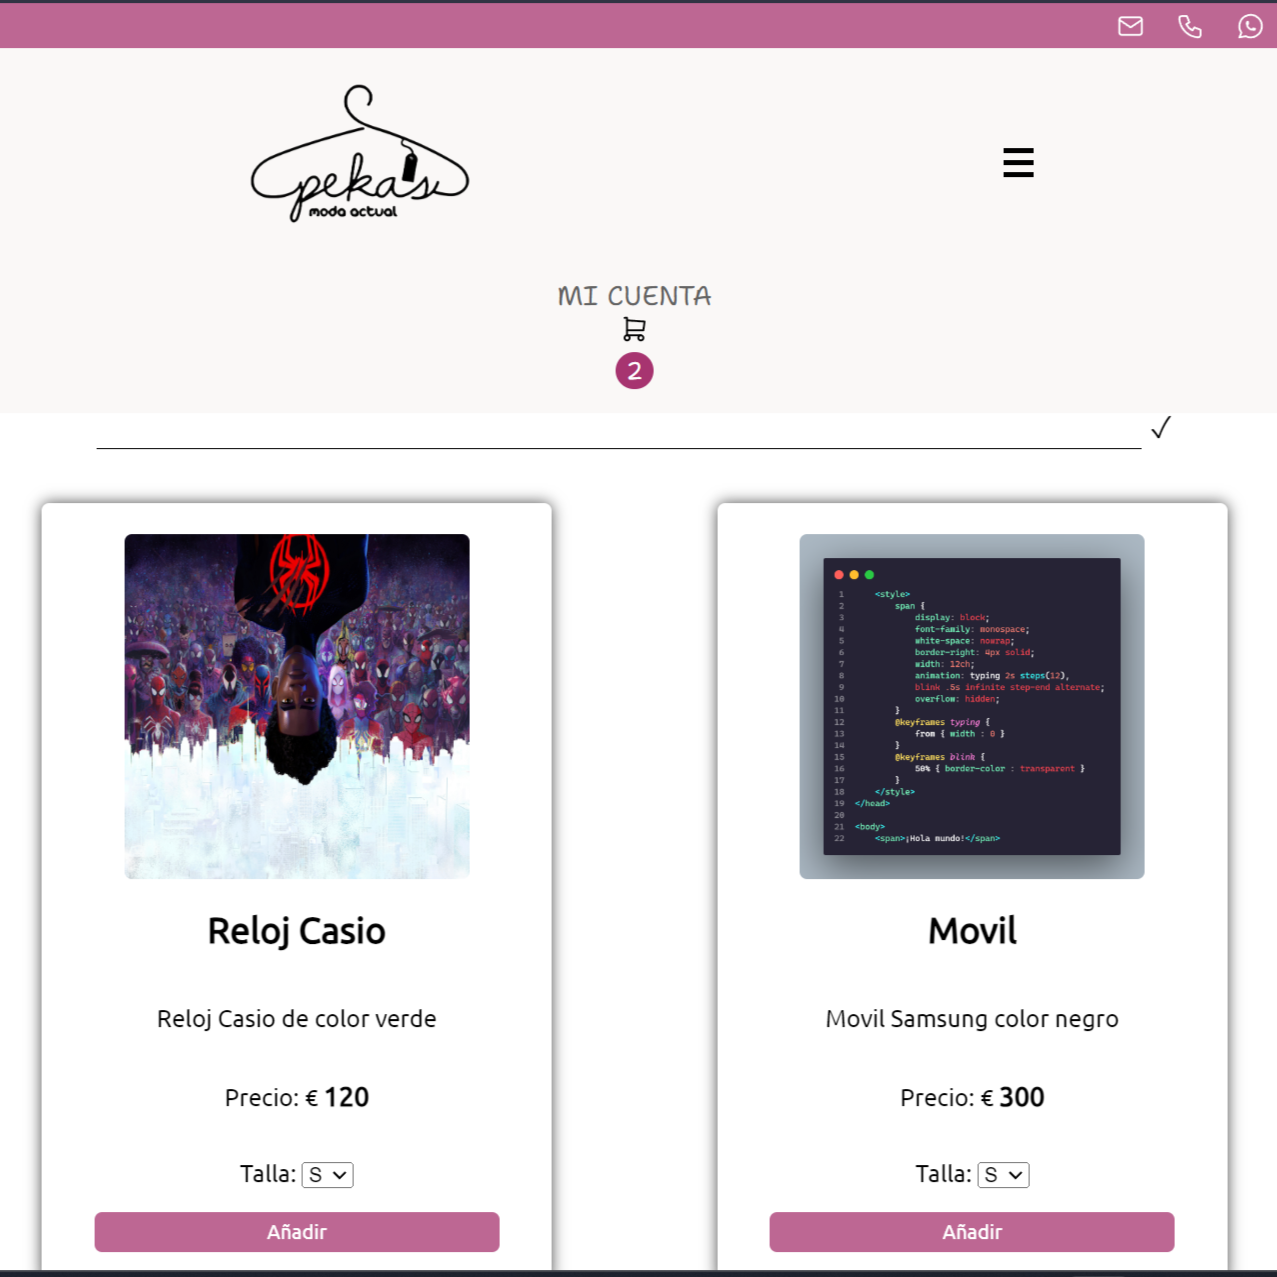 peka's
moda actual
MI CUENTA
2
Reloj Casio
Reloj Casio de color verde
Precio: € 120
Talla: S
Añadir
1 <style>
2 span {
3 display: block;
4 font-family: monospace;
5 white-space: nowrap;
6 border-right: 4px solid;
7 width: 12ch;
8 animation: typing 2s steps(12),
9 blink .5s infinite step-end alternate;
10 overflow: hidden;
11 }
12 @keyframes typing {
13 from { width : 0 }
14 }
15 @keyframes blink {
16 50% { border-color : transparent }
17 }
18 </style>
19 </head>
20
21 <body>
22 <span>¡Hola mundo!</span>
Movil
Movil Samsung color negro
Precio: € 300
Talla: S
Añadir